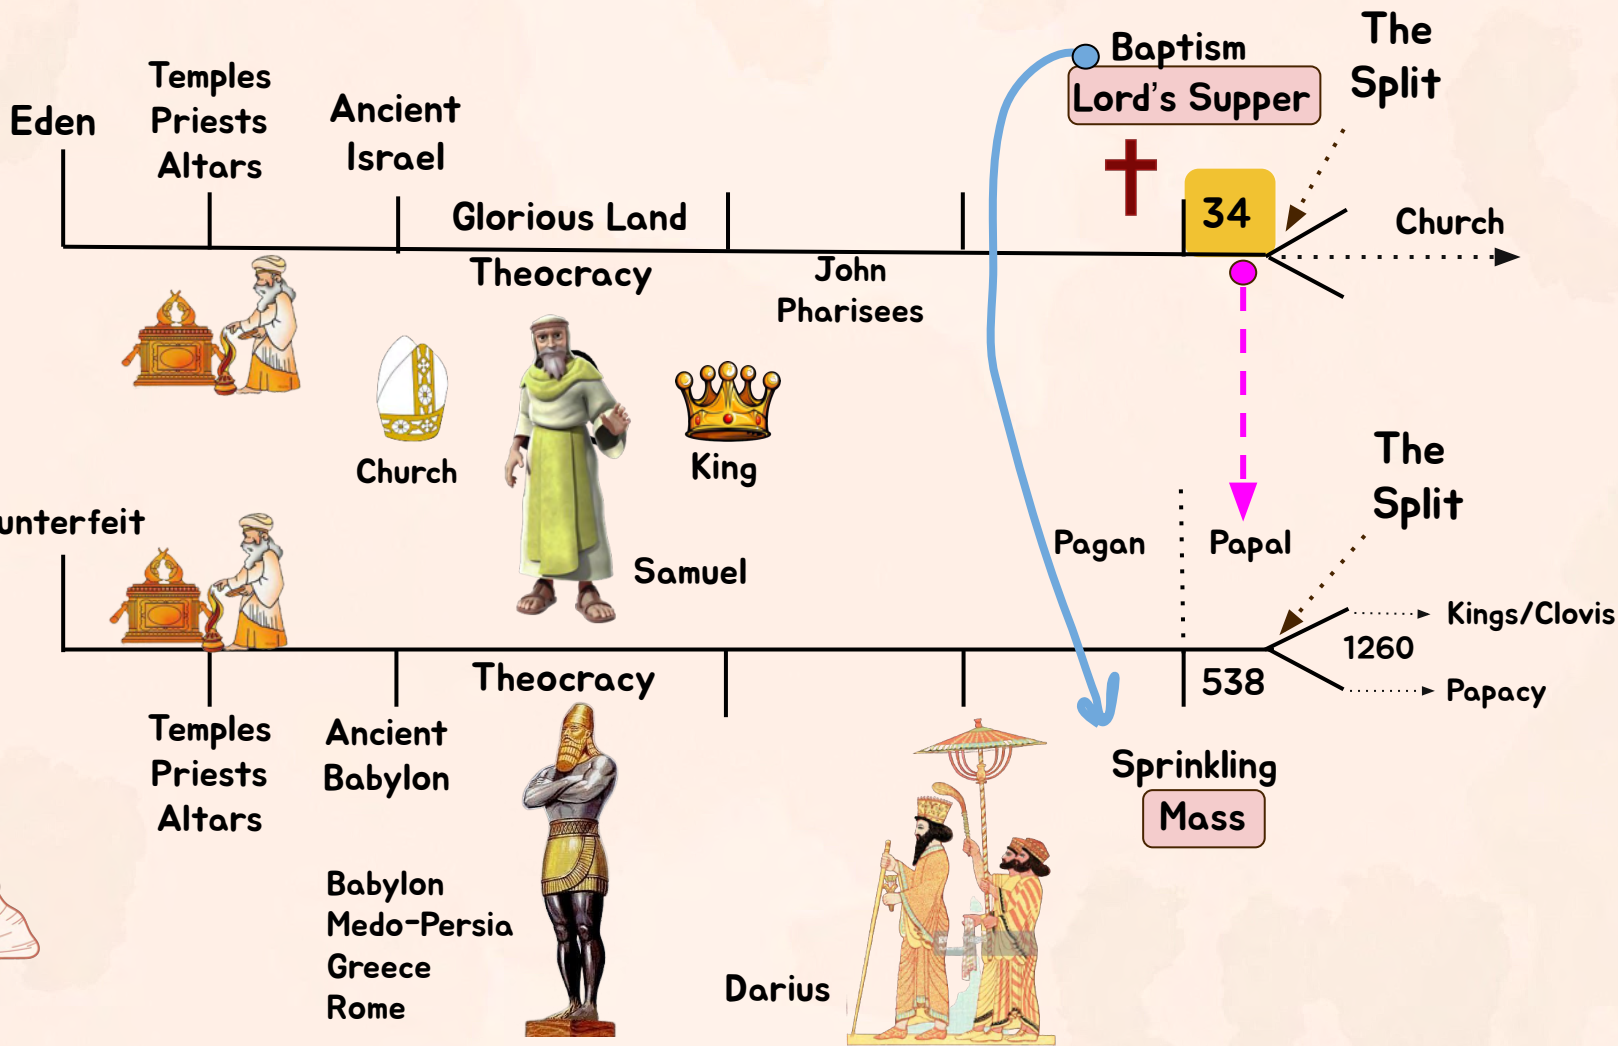 Eden
Temples
Priests
Altars
Ancient
Israel
Glorious Land
Theocracy
John
Pharisees
Baptism
Lord's Supper
34
The
Split
Church
Church
King
Samuel
unterfeit
Pagan
Papal
The
Split
Kings/Clovis
1260
Papacy
538
Theocracy
Temples
Priests
Altars
Ancient
Babylon
Babylon
Medo-Persia
Greece
Rome
Darius
Sprinkling
Mass